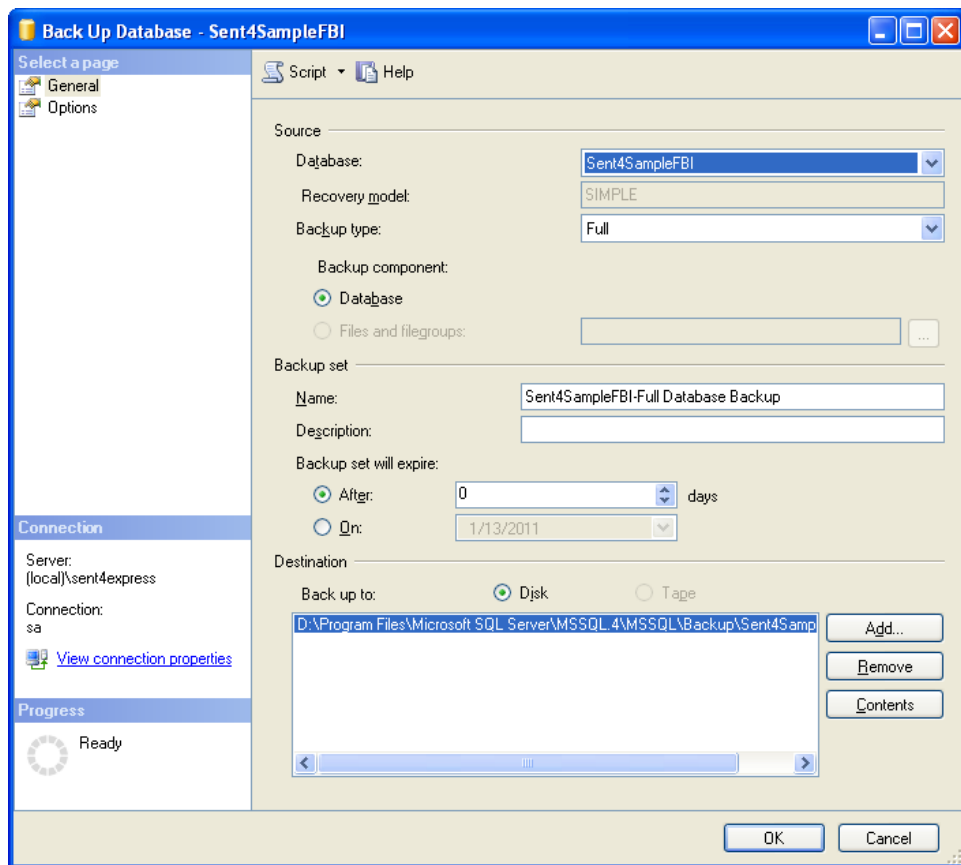 Back Up Database - Sent4SampleFBI
Select a page
General
Options
Script
Help
Source
Database:
Sent4SampleFBI
Recovery model:
SIMPLE
Backup type:
Full
Backup component:
Database
Files and filegroups:
...
Backup set
Name:
Sent4SampleFBI-Full Database Backup
Description:
Backup set will expire:
After:
0
days
On:
1/13/2011
Destination
Back up to:
Disk
Tape
D:\Program Files\Microsoft SQL Server\MSSQL.4\MSSQL\Backup\Sent4Samp
Add...
Remove
Contents
Connection
Server:
(local)\sent4express
Connection:
sa
View connection properties
Progress
Ready
OK
Cancel